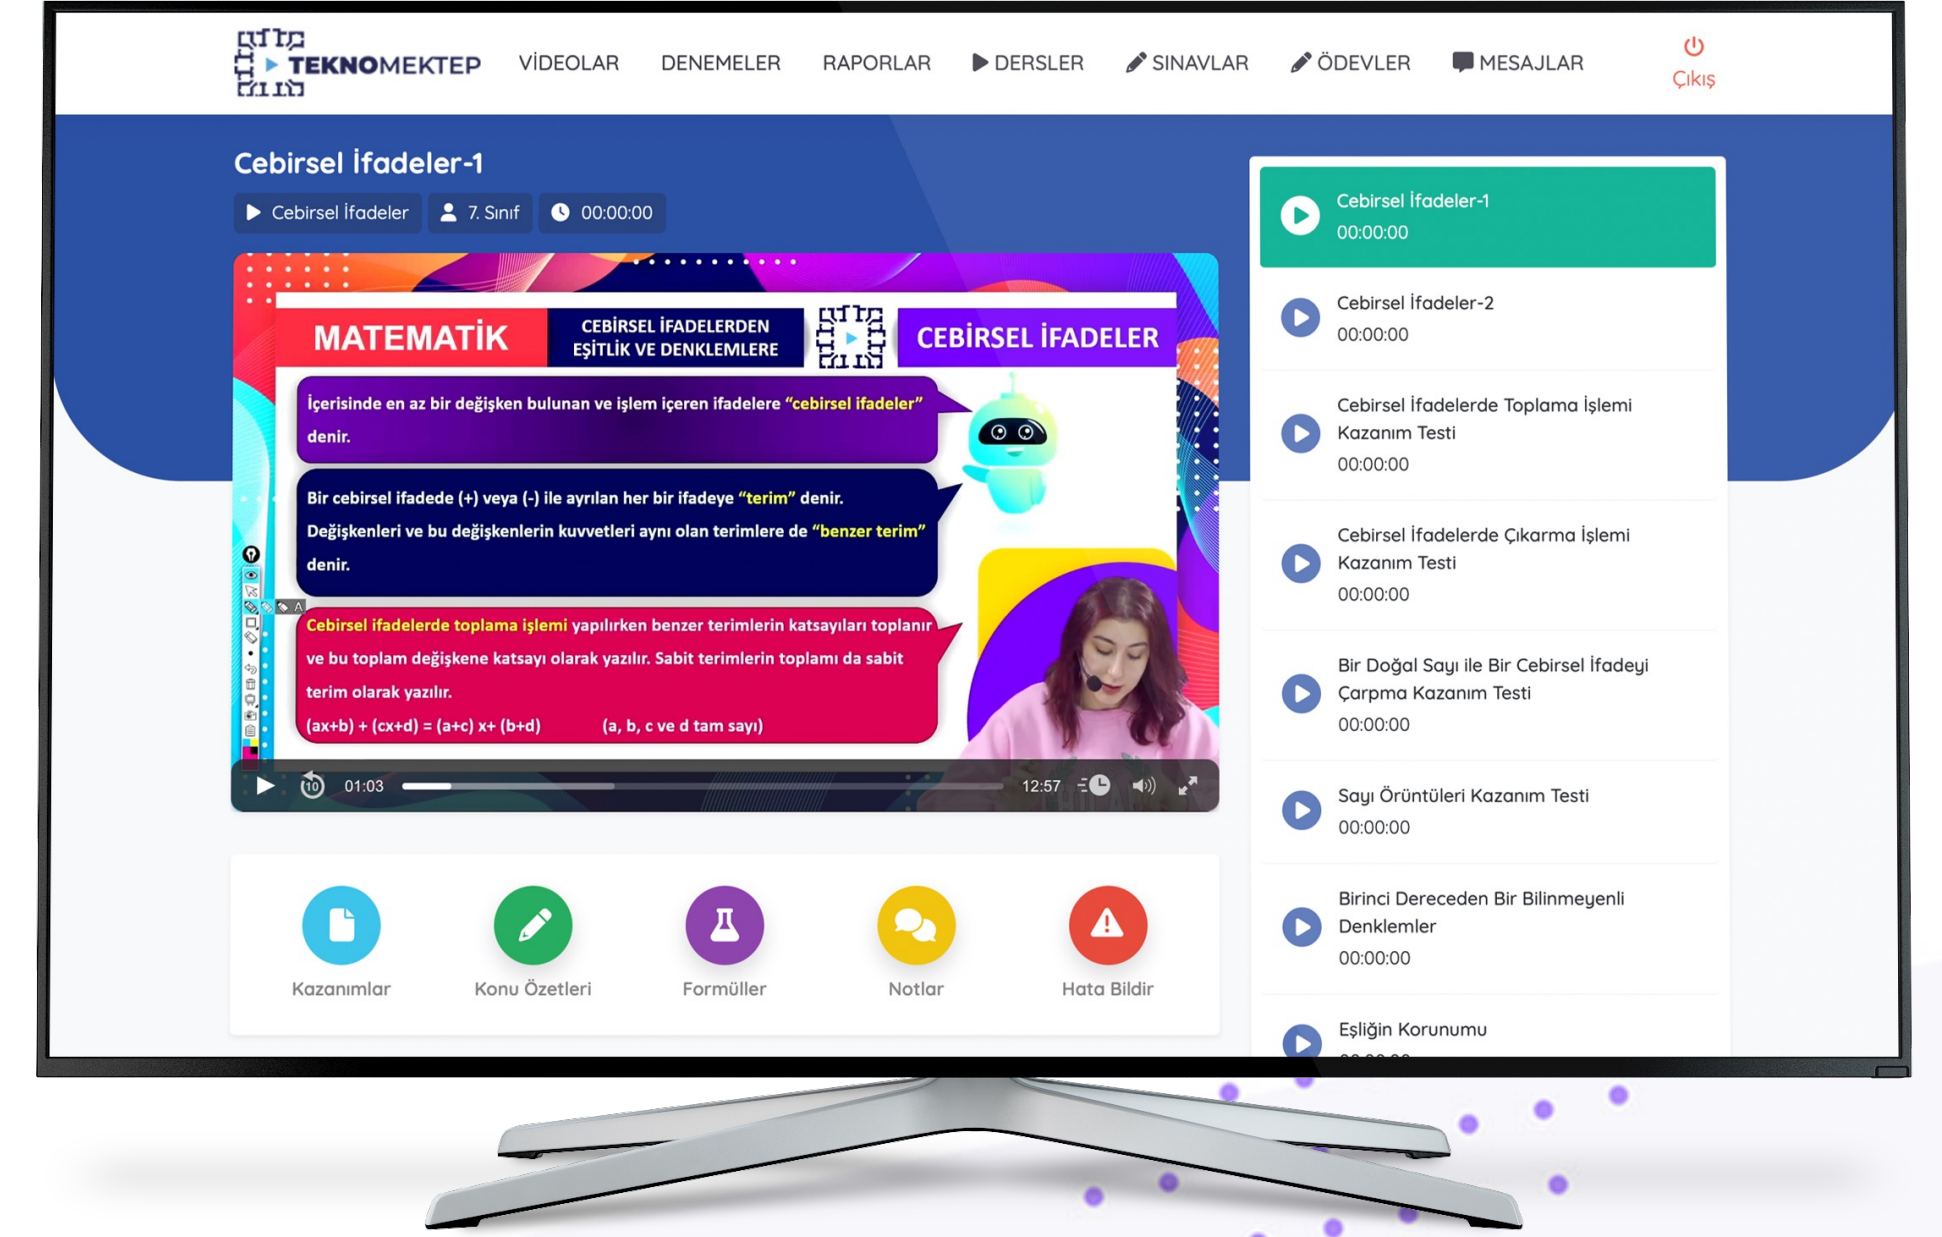 TEKNOMEKTEP
VİDEOLAR
DENEMELER
RAPORLAR
DERSLER
SINAVLAR
ÖDEVLER
MESAJLAR
Çıkış
Cebirsel İfadeler-1
Cebirsel İfadeler
7. Sınıf
00:00:00
MATEMATİK
CEBİRSEL İFADELERDEN
EŞİTLİK VE DENKLEMLERE
CEBİRSEL İFADELER
İçerisinde en az bir değişken bulunan ve işlem içeren ifadelere “cebirsel ifadeler”
denir.
Bir cebirsel ifadede (+) veya (-) ile ayrılan her bir ifadeye “terim” denir.
Değişkenleri ve bu değişkenlerin kuvvetleri aynı olan terimlere de “benzer terim”
denir.
A
Cebirsel ifadelerde toplama işlemi yapılırken benzer terimlerin katsayıları toplanır
ve bu toplam değişkene katsayı olarak yazılır. Sabit terimlerin toplamı da sabit
terim olarak yazılır.
(ax+b) + (cx+d) = (a+c) x+ (b+d) (a, b, c ve d tam sayı)
10
01:03
12:57
Kazanımlar
Konu Özetleri
Formüller
Notlar
Hata Bildir
Cebirsel İfadeler-1
00:00:00
Cebirsel İfadeler-2
00:00:00
Cebirsel İfadelerde Toplama İşlemi
Kazanım Testi
00:00:00
Cebirsel İfadelerde Çıkarma İşlemi
Kazanım Testi
00:00:00
Bir Doğal Sayı ile Bir Cebirsel İfadeyi
Çarpma Kazanım Testi
00:00:00
Sayı Örüntüleri Kazanım Testi
00:00:00
Birinci Dereceden Bir Bilinmeyenli
Denklemler
00:00:00
Eşliğin Korunumu